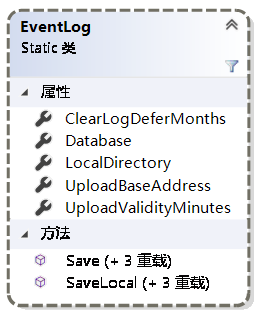 EventLog
Static 类
属性
ClearLogDeferMonths
Database
LocalDirectory
UploadBaseAddress
UploadValidityMinutes
方法
Save (+ 3 重载)
SaveLocal (+ 3 重载)